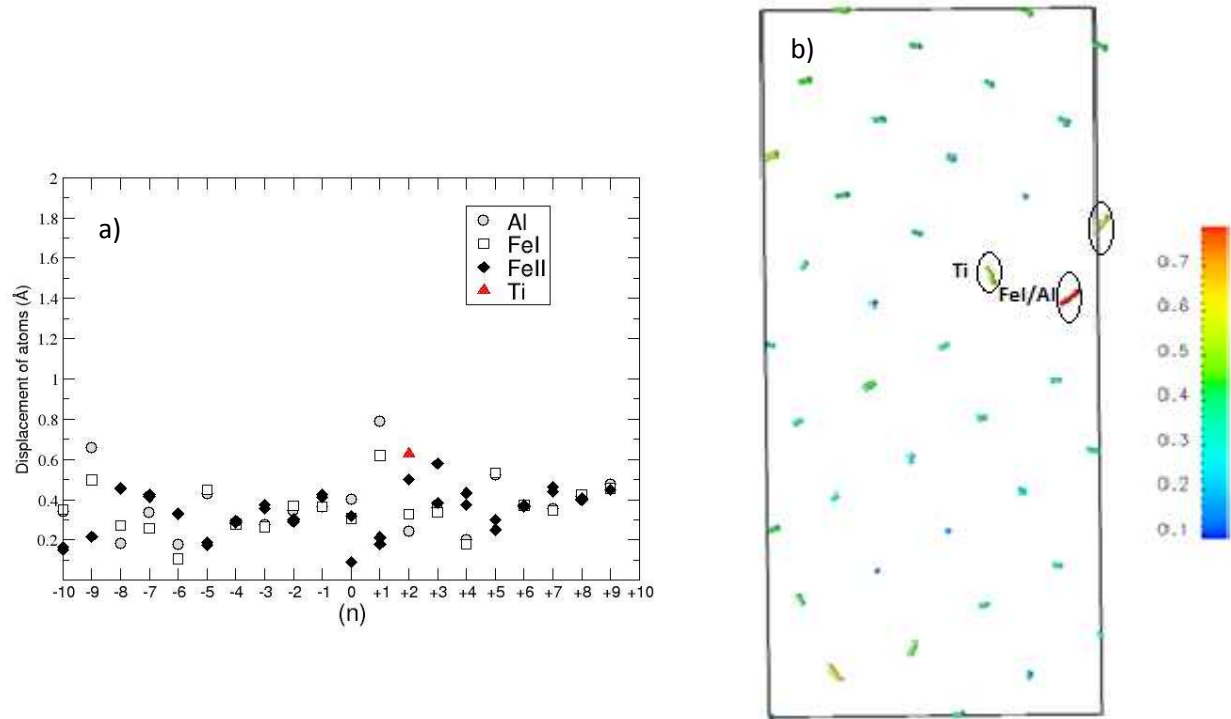 a)
Displacement of atoms (Å)
2
1.8
1.6
1.4
1.2
1
0.8
0.6
0.4
0.2
Al
FeI
FeII
Ti
-10 -9 -8 -7 -6 -5 -4 -3 -2 -1 0 +1 +2 +3 +4 +5 +6 +7 +8 +9 +10
(n)
b)
Ti
FeI/Al
0.7
0.6
0.5
0.4
0.3
0.2
0.1